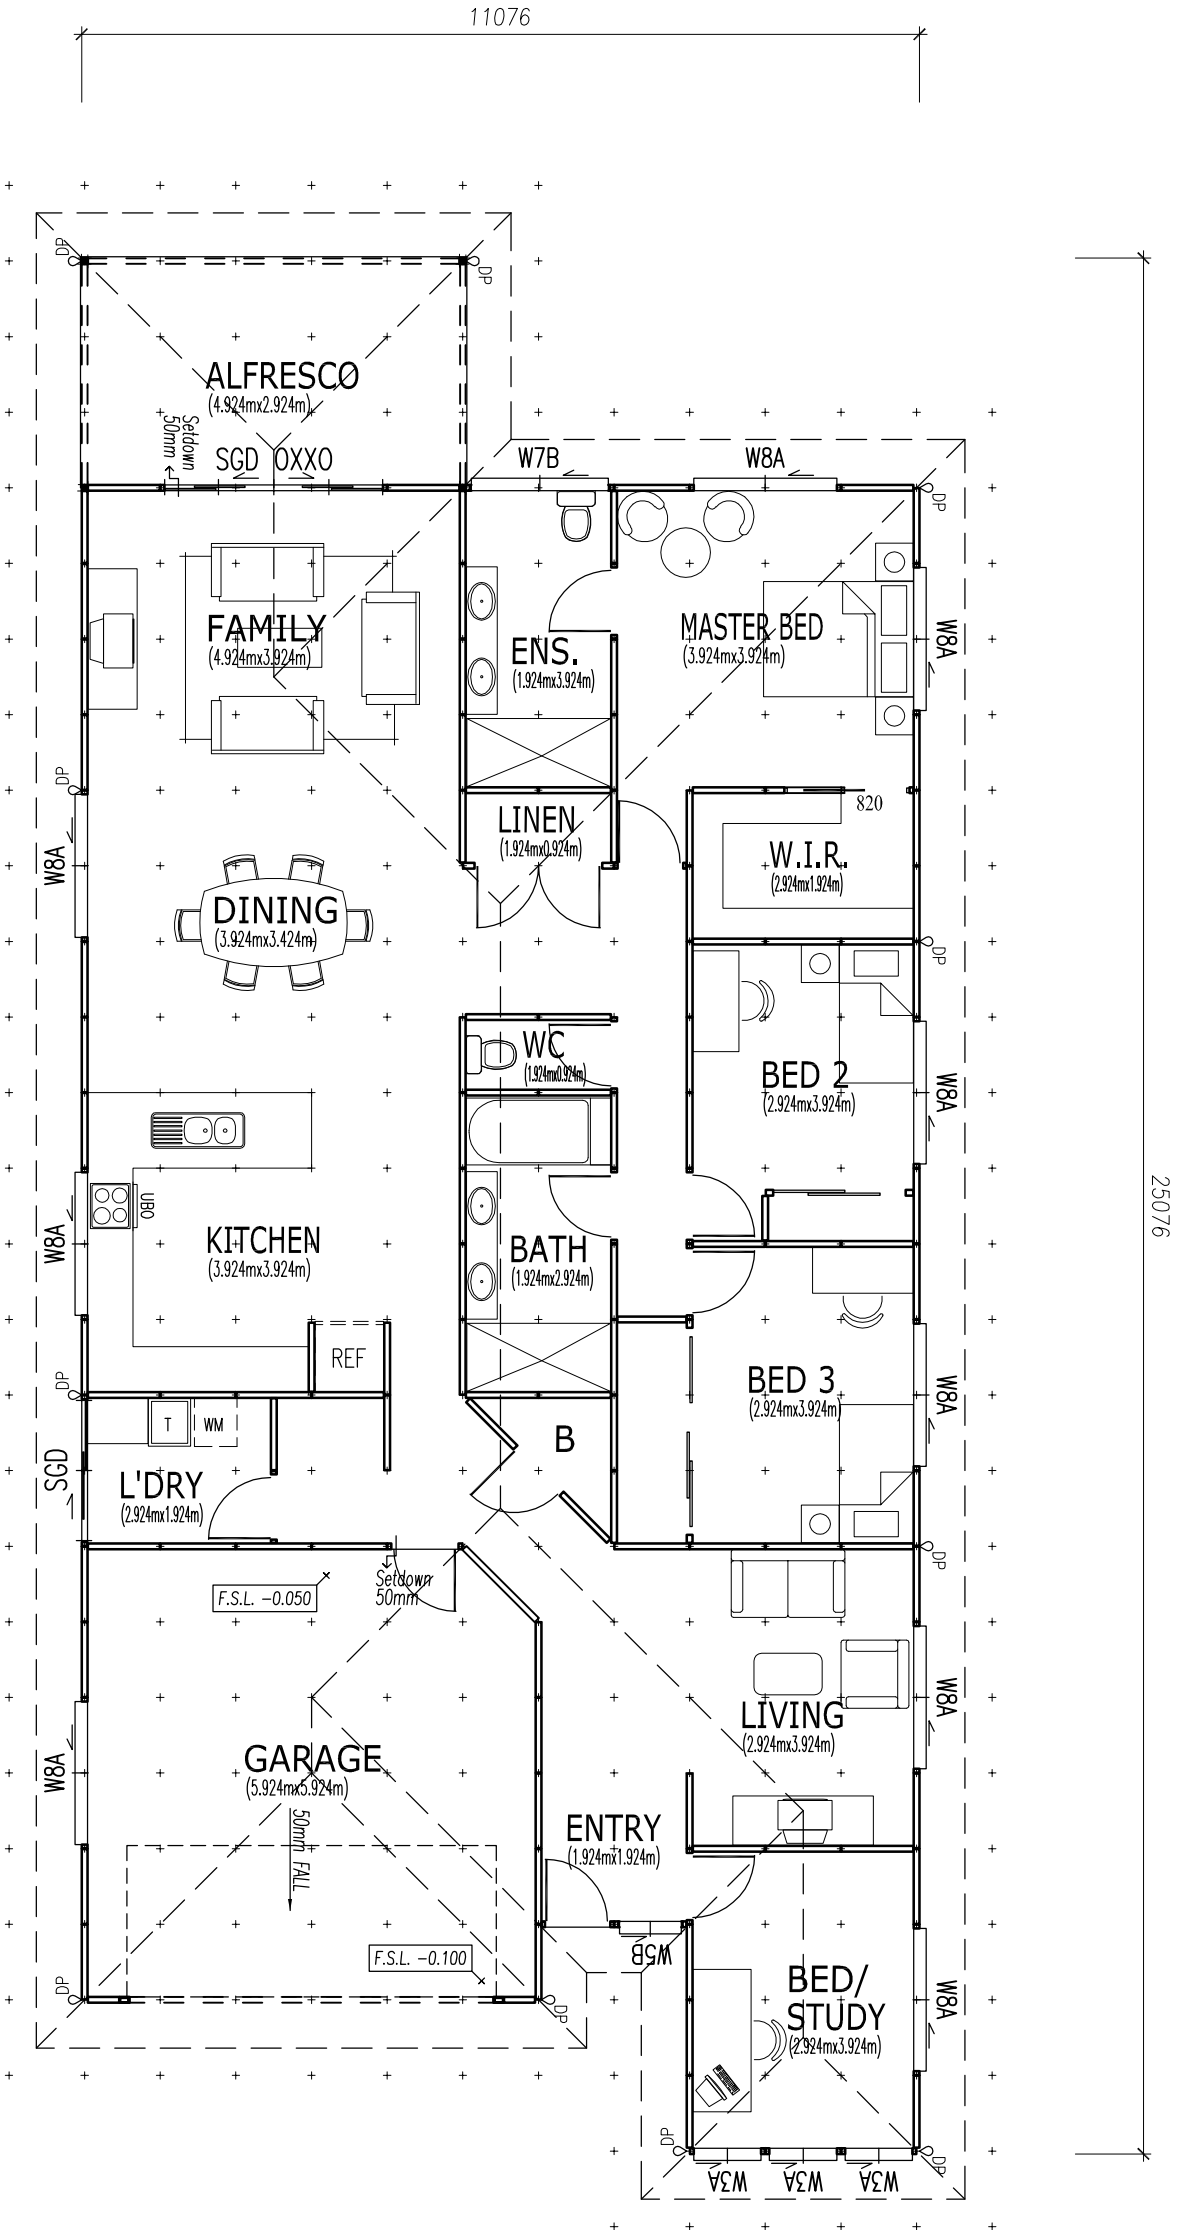 11076
DP
DP
ALFRESCO
(4.924mx2.924m)
Setdown
50mm
SGD OXXO
W7B
W8A
DP
FAMILY
(4.924mx3.924m)
ENS.
(1.924mx3.924m)
MASTER BED
(3.924mx3.924m)
W8A
DP
LINEN
(1.924mx0.924m)
820
W.I.R.
(2.924mx1.924m)
W8A
DINING
(3.924mx3.424m)
DP
WC
(1.924mx0.924m)
BED 2
(2.924mx3.924m)
W8A
25076
UBO
W8A
KITCHEN
(3.924mx3.924m)
BATH
(1.924mx2.924m)
REF
BED 3
(2.924mx3.924m)
W8A
DP
T
WM
B
SGD
L'DRY
(2.924mx1.924m)
DP
Setdown
50mm
F.S.L. -0.050
LIVING
(2.924mx3.924m)
W8A
GARAGE
(5.924mx5.924m)
W8A
50mm FALL
ENTRY
(1.924mx1.924m)
W5B
F.S.L. -0.100
DP
DP
BED/
STUDY
(2.924mx3.924m)
W8A
DP
DP
W3A
W3A
W3A